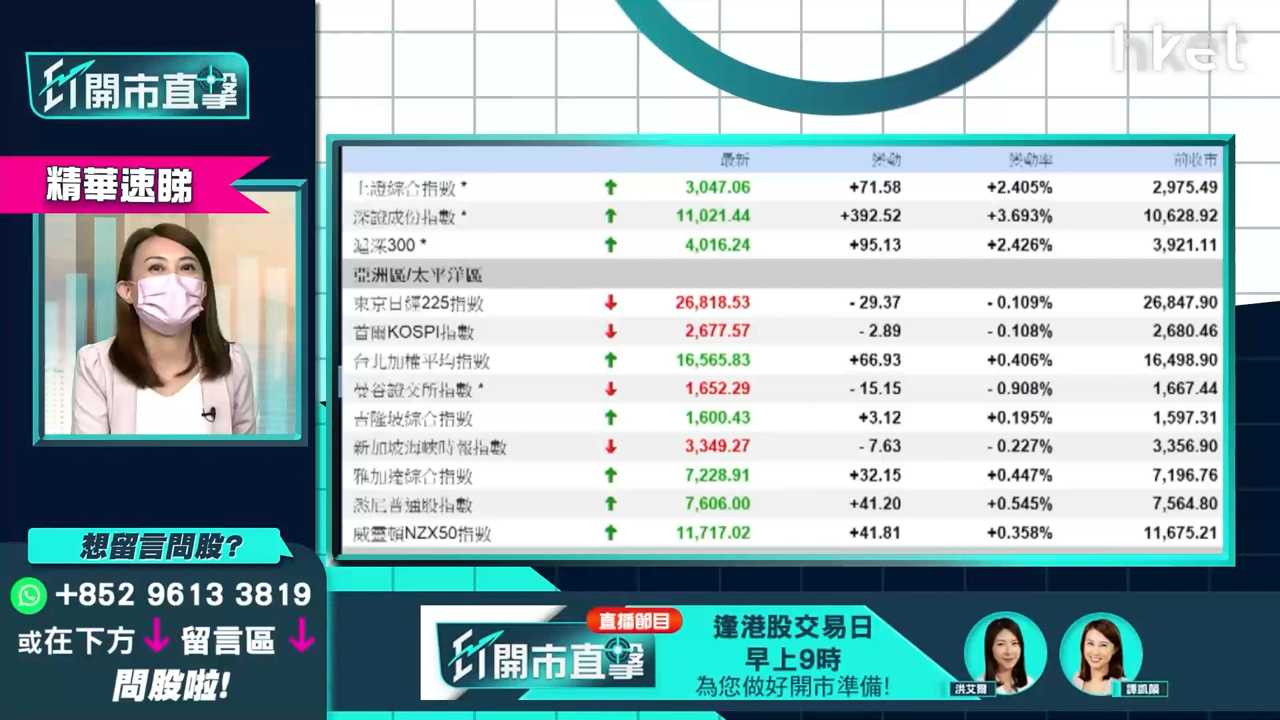 hket
ET開市直擊
精華速睇
最新 變動 變動率 前收市
上證綜合指數 * 3,047.06 +71.58 +2.405% 2,975.49
深證成份指數 * 11,021.44 +392.52 +3.693% 10,628.92
滬深300 * 4,016.24 +95.13 +2.426% 3,921.11
亞洲區/太平洋區
東京日經225指數 26,818.53 - 29.37 - 0.109% 26,847.90
首爾KOSPI指數 2,677.57 - 2.89 - 0.108% 2,680.46
台北加權平均指數 16,565.83 +66.93 +0.406% 16,498.90
曼谷證交所指數 * 1,652.29 - 15.15 - 0.908% 1,667.44
吉隆坡綜合指數 1,600.43 +3.12 +0.195% 1,597.31
新加坡海峽時報指數 3,349.27 - 7.63 - 0.227% 3,356.90
雅加達綜合指數 7,228.91 +32.15 +0.447% 7,196.76
悉尼普通股指數 7,606.00 +41.20 +0.545% 7,564.80
威靈頓NZX50指數 11,717.02 +41.81 +0.358% 11,675.21
想留言問股?
+852 9613 3819
或在下方 留言區
問股啦!
直播節目
ET開市直擊
逢港股交易日
早上9時
為您做好開市準備!
洪艾爾
譚凱顏